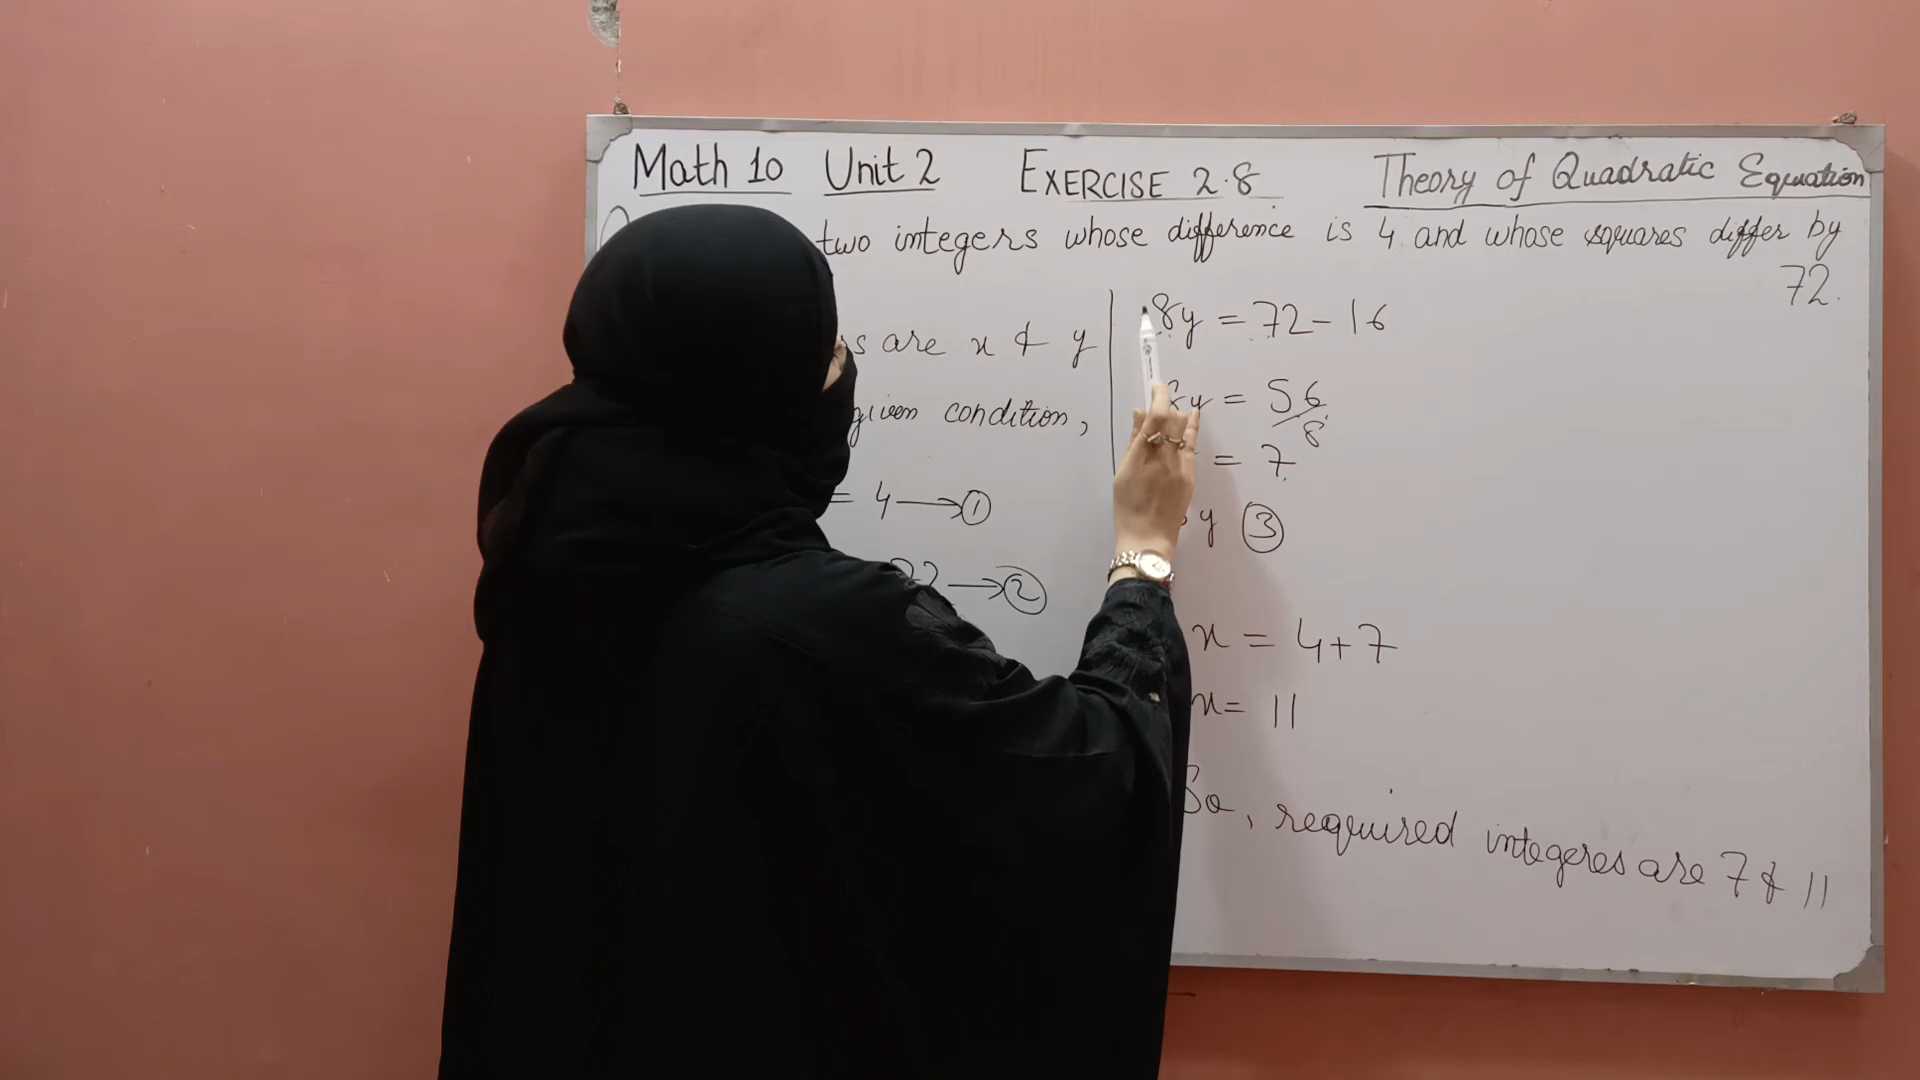 Math 10 Unit 2 EXERCISE 2.8 Theory of Quadratic Equation
two integers whose difference is 4 and whose squares differ by
72.
are x & y
given condition,
= 4 → ①
→ ②
8y = 72 - 16
y = 56/8
= 7
y ③
x = 4+7
x = 11
So, required integeres are 7 & 11